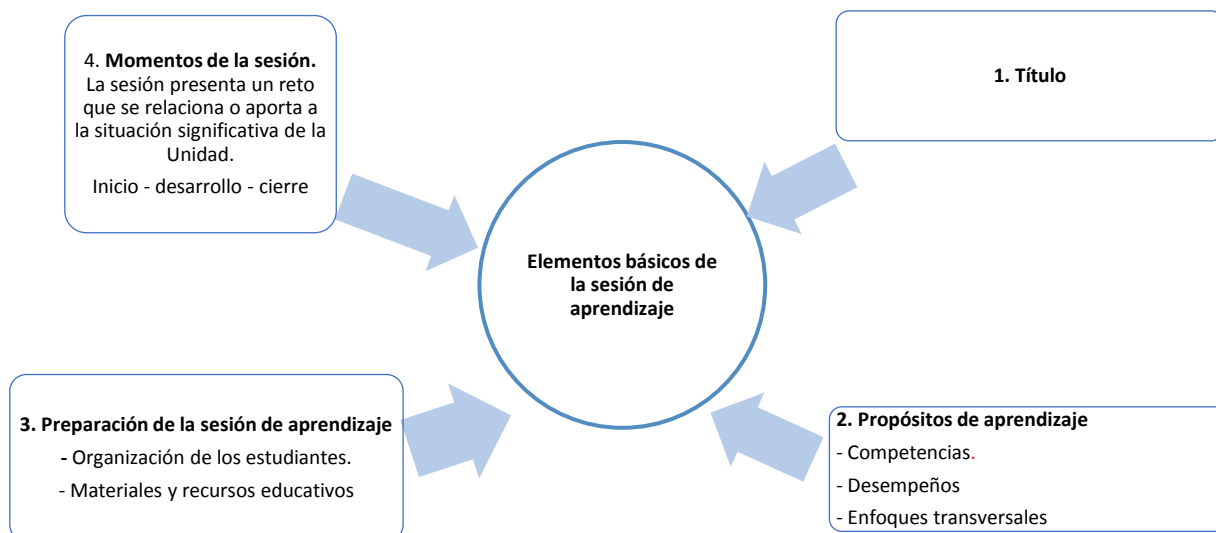 4. Momentos de la sesión.
La sesión presenta un reto
que se relaciona o aporta a
la situación significativa de la
Unidad.
Inicio - desarrollo - cierre
1. Título
Elementos básicos de
la sesión de
aprendizaje
3. Preparación de la sesión de aprendizaje
- Organización de los estudiantes.
- Materiales y recursos educativos
2. Propósitos de aprendizaje
- Competencias.
- Desempeños
- Enfoques transversales